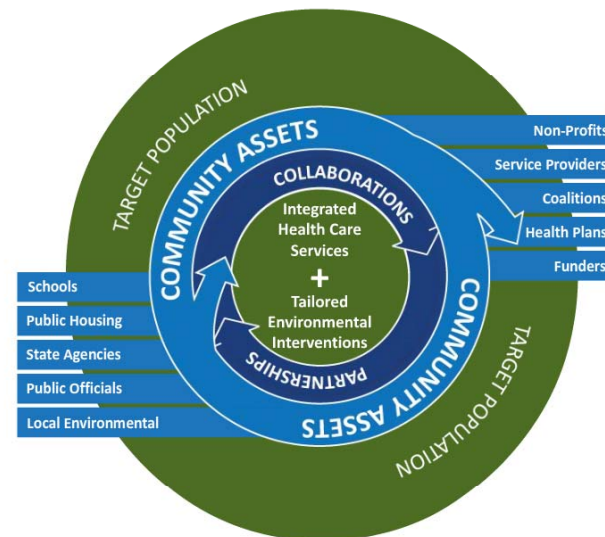 TARGET POPULATION
COMMUNITY ASSETS
COLLABORATIONS
Integrated
Health Care
Services
+
Tailored
Environmental
Interventions
PARTNERSHIPS
COMMUNITY ASSETS
TARGET POPULATION
Non-Profits
Service Providers
Coalitions
Health Plans
Funders
Schools
Public Housing
State Agencies
Public Officials
Local Environmental